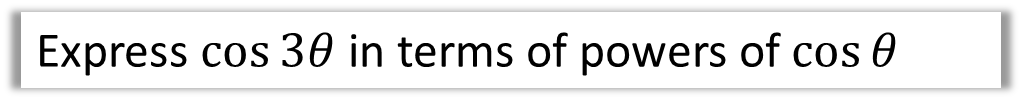 Express cos 3θ in terms of powers of cos θ